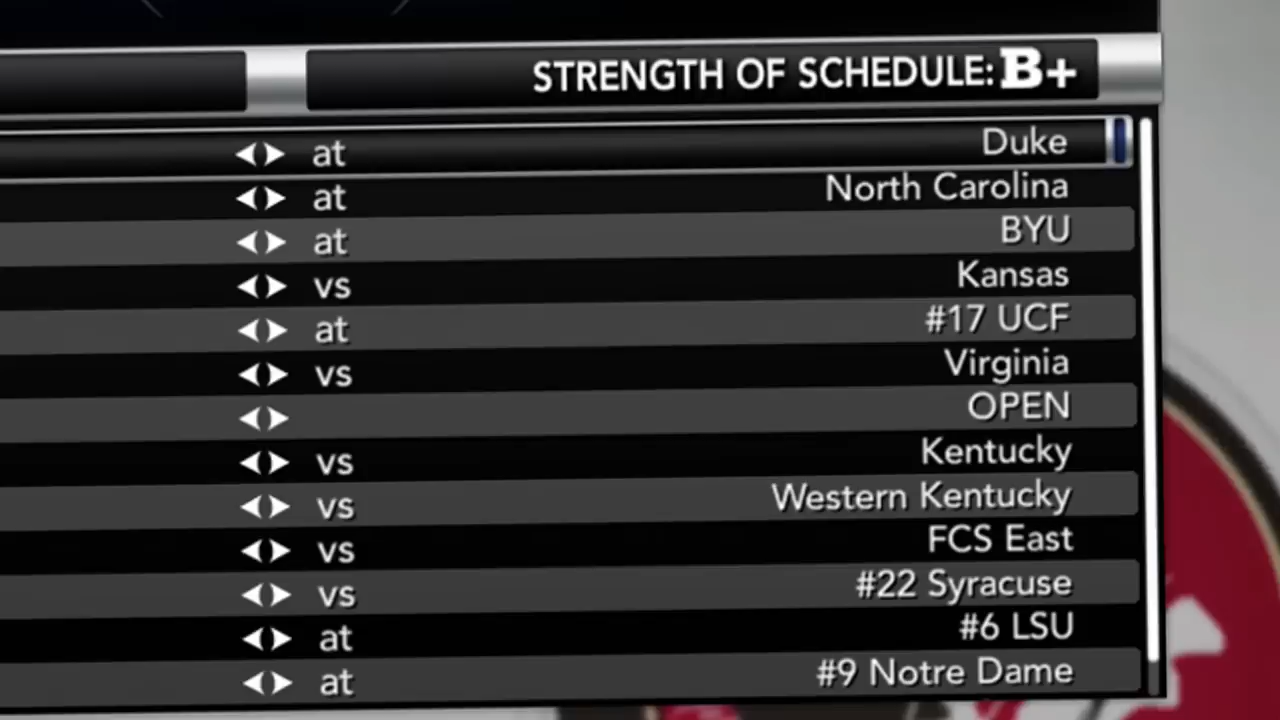 STRENGTH OF SCHEDULE: B+
at Duke
at North Carolina
at BYU
vs Kansas
at #17 UCF
vs Virginia
OPEN
vs Kentucky
vs Western Kentucky
vs FCS East
vs #22 Syracuse
at #6 LSU
at #9 Notre Dame